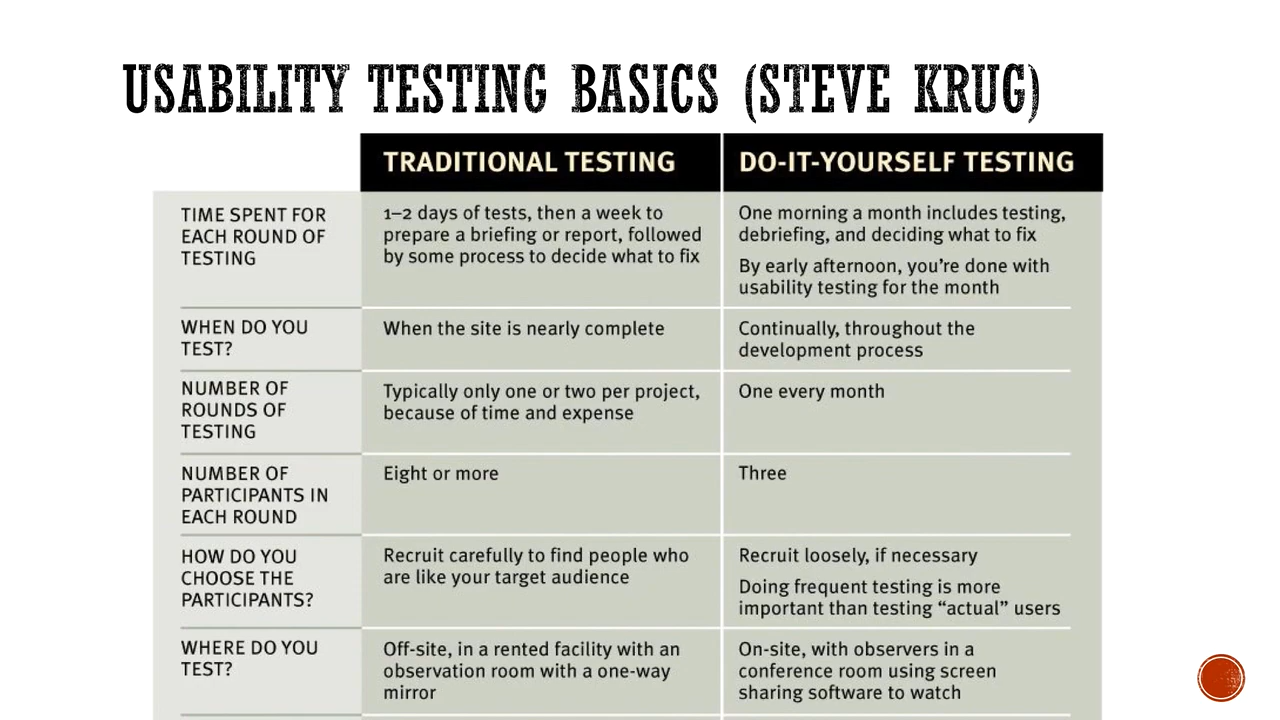 USABILITY TESTING BASICS (STEVE KRUG)
TRADITIONAL TESTING
DO-IT-YOURSELF TESTING
TIME SPENT FOR
EACH ROUND OF
TESTING
1–2 days of tests, then a week to
prepare a briefing or report, followed
by some process to decide what to fix
One morning a month includes testing,
debriefing, and deciding what to fix
By early afternoon, you’re done with
usability testing for the month
WHEN DO YOU
TEST?
When the site is nearly complete
Continually, throughout the
development process
NUMBER OF
ROUNDS OF
TESTING
Typically only one or two per project,
because of time and expense
One every month
NUMBER OF
PARTICIPANTS IN
EACH ROUND
Eight or more
Three
HOW DO YOU
CHOOSE THE
PARTICIPANTS?
Recruit carefully to find people who
are like your target audience
Recruit loosely, if necessary
Doing frequent testing is more
important than testing “actual” users
WHERE DO YOU
TEST?
Off-site, in a rented facility with an
observation room with a one-way
mirror
On-site, with observers in a
conference room using screen
sharing software to watch